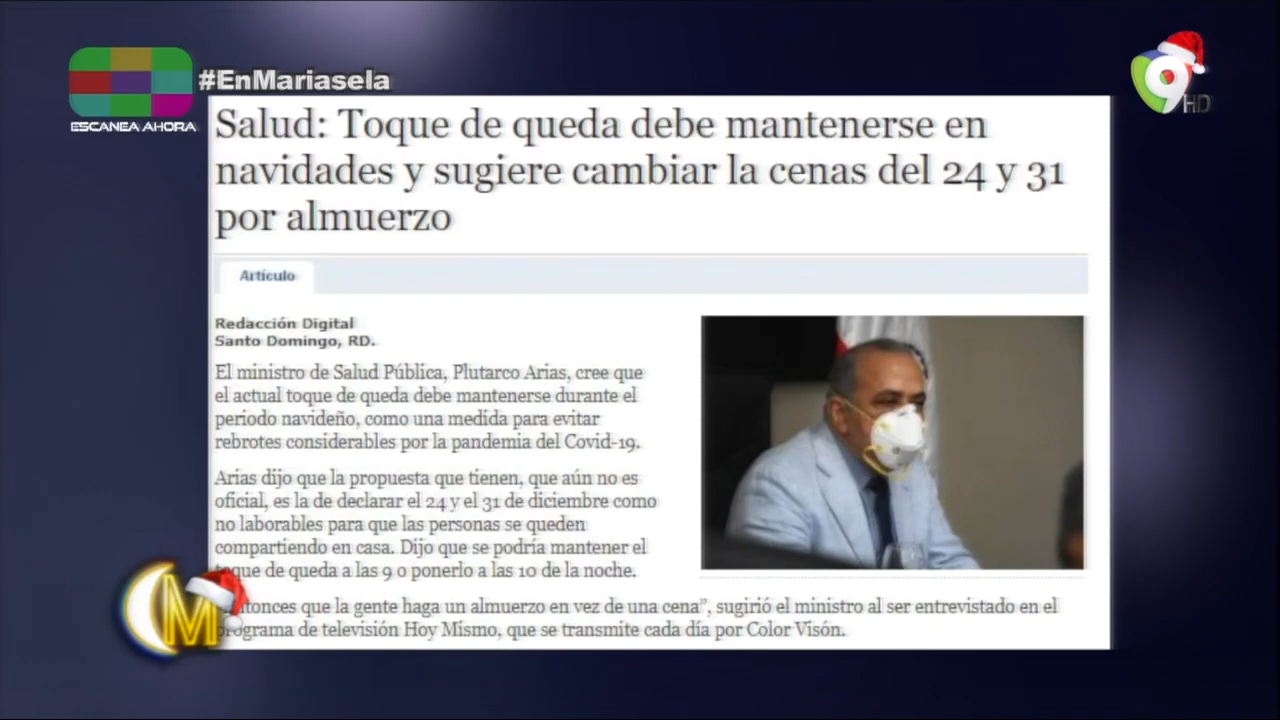 #EnMariasela
ESCANEA AHORA
9
HD
Salud: Toque de queda debe mantenerse en
navidades y sugiere cambiar la cenas del 24 y 31
por almuerzo
Artículo
Redacción Digital
Santo Domingo, RD.
El ministro de Salud Pública, Plutarco Arias, cree que
el actual toque de queda debe mantenerse durante el
periodo navideño, como una medida para evitar
rebrotes considerables por la pandemia del Covid-19.
Arias dijo que la propuesta que tienen, que aún no es
oficial, es la de declarar el 24 y el 31 de diciembre como
no laborables para que las personas se queden
compartiendo en casa. Dijo que se podría mantener el
toque de queda a las 9 o ponerlo a las 10 de la noche.
que la gente haga un almuerzo en vez de una cena”, sugirió el ministro al ser entrevistado en el
programa de televisión Hoy Mismo, que se transmite cada día por Color Visón.
M